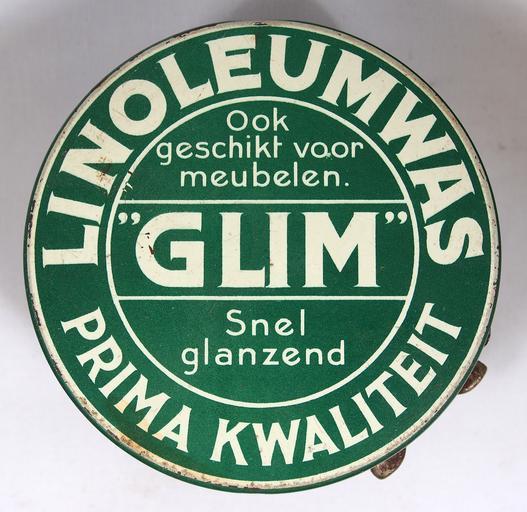 LINOLEUMWAS
Ook
geschikt voor
meubelen.
"GLIM"
Snel
glanzend
PRIMA KWALITEIT